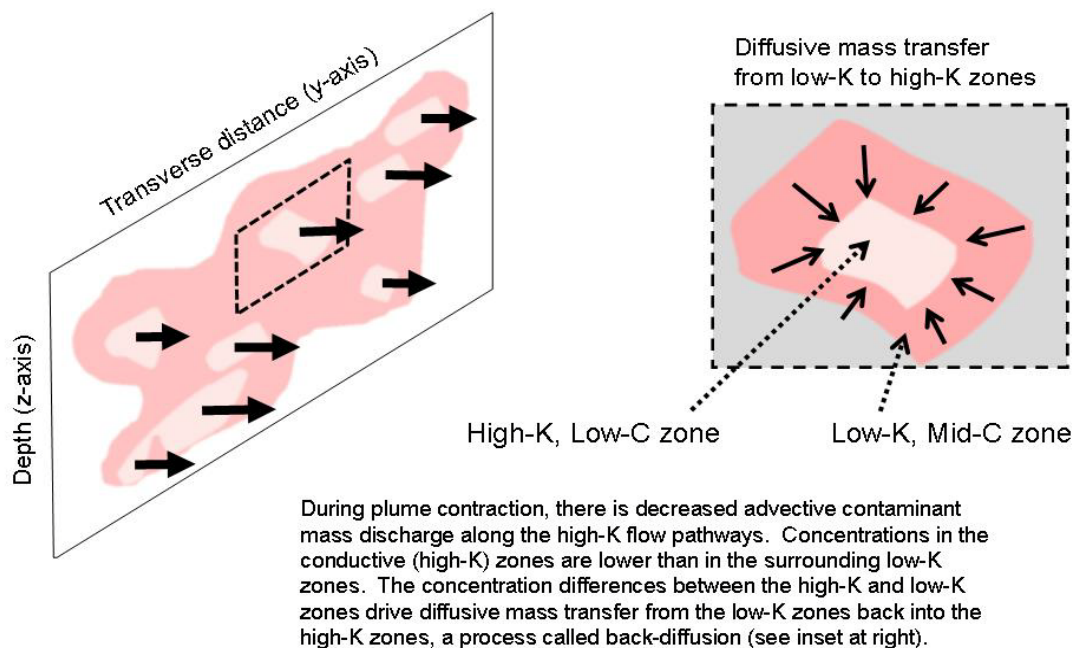 Transverse distance (y-axis)
Depth (z-axis)
Diffusive mass transfer
from low-K to high-K zones
High-K, Low-C zone
Low-K, Mid-C zone
During plume contraction, there is decreased advective contaminant
mass discharge along the high-K flow pathways.  Concentrations in the
conductive (high-K) zones are lower than in the surrounding low-K
zones.  The concentration differences between the high-K and low-K
zones drive diffusive mass transfer from the low-K zones back into the
high-K zones, a process called back-diffusion (see inset at right).